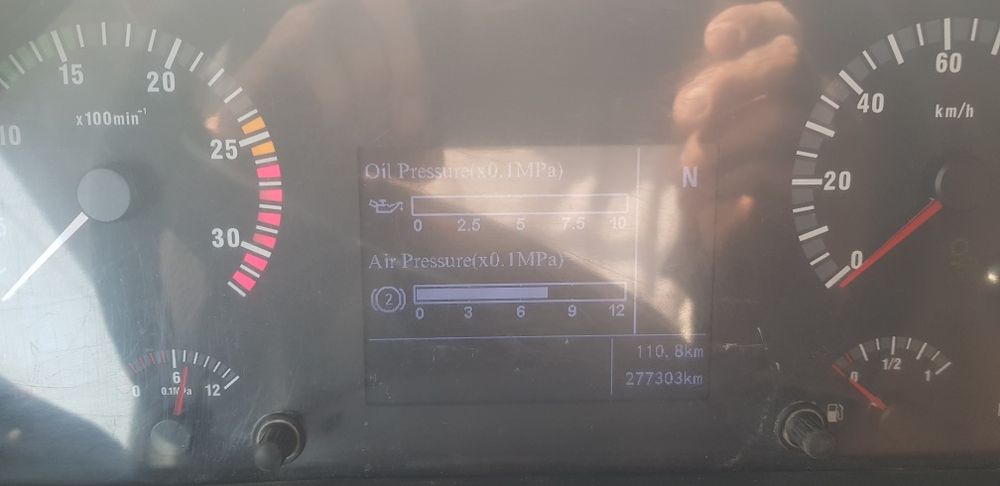 5
10
15
20
25
30
x100min⁻¹
Oil Pressure(x0.1MPa)
0 2.5 5 7.5 10
Air Pressure(x0.1MPa)
2
0 3 6 9 12
N
110.8km
277303km
0 6 12
0.1MPa
0
20
40
60
km/h
0 1/2 1